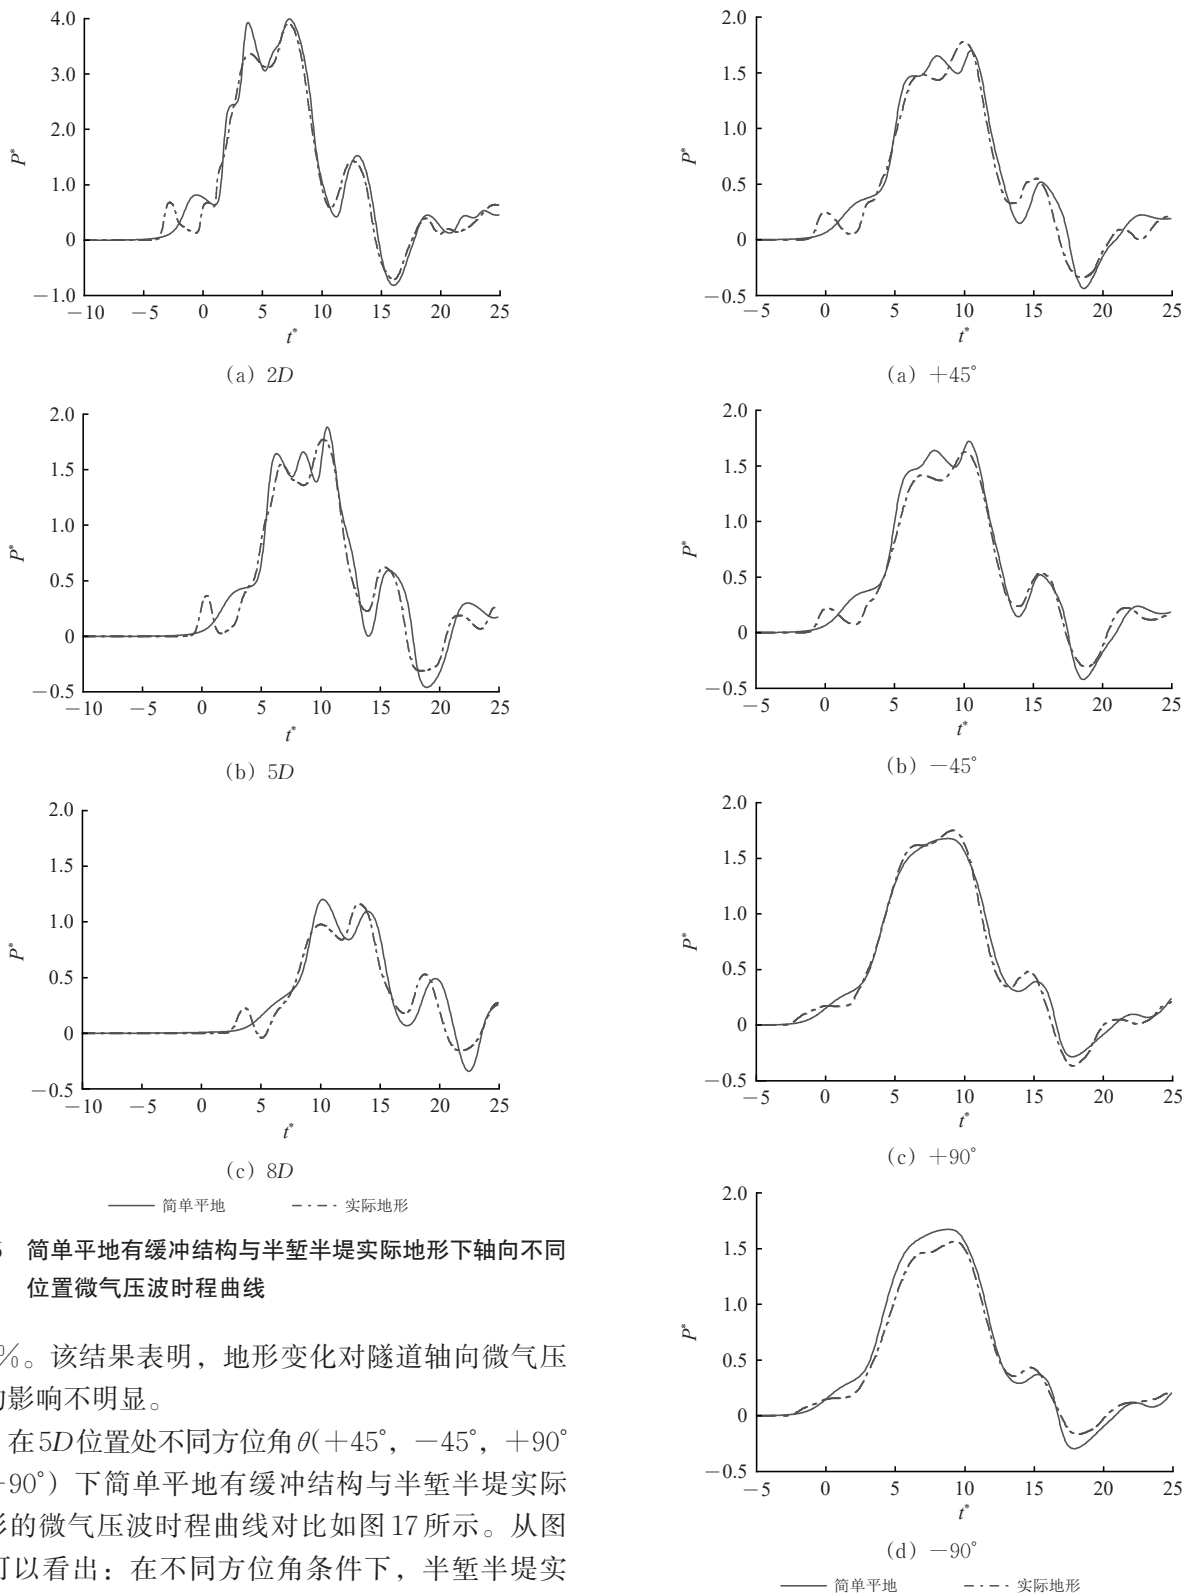 4.0
3.0
2.0
1.0
0
−1.0
P*
−10 −5 0 5 10 15 20 25
t*
(a) 2D
2.0
1.5
1.0
0.5
0
−0.5
P*
−10 −5 0 5 10 15 20 25
t*
(b) 5D
2.0
1.5
1.0
0.5
0
−0.5
P*
−10 −5 0 5 10 15 20 25
t*
(c) 8D
简单平地 实际地形
简单平地有缓冲结构与半堑半堤实际地形下轴向不同
位置微气压波时程曲线
%。该结果表明，地形变化对隧道轴向微气压
影响不明显。
在5D位置处不同方位角θ(+45°，−45°，+90°
90°）下简单平地有缓冲结构与半堑半堤实际
的微气压波时程曲线对比如图17所示。从图
可以看出：在不同方位角条件下，半堑半堤实
2.0
1.5
1.0
0.5
0
−0.5
P*
−5 0 5 10 15 20 25
t*
(a) +45°
2.0
1.5
1.0
0.5
0
−0.5
P*
−5 0 5 10 15 20 25
t*
(b) −45°
2.0
1.5
1.0
0.5
0
−0.5
P*
−5 0 5 10 15 20 25
t*
(c) +90°
2.0
1.5
1.0
0.5
0
−0.5
P*
−5 0 5 10 15 20 25
t*
(d) −90°
简单平地 实际地形